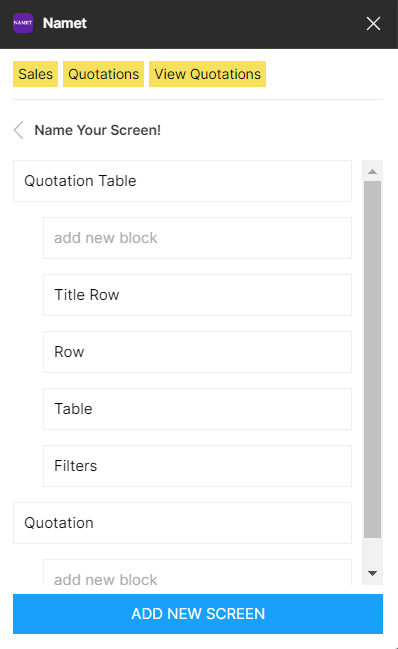 NAMET Namet
Sales Quotations View Quotations
Name Your Screen!
Quotation Table
add new block
Title Row
Row
Table
Filters
Quotation
add new block
ADD NEW SCREEN